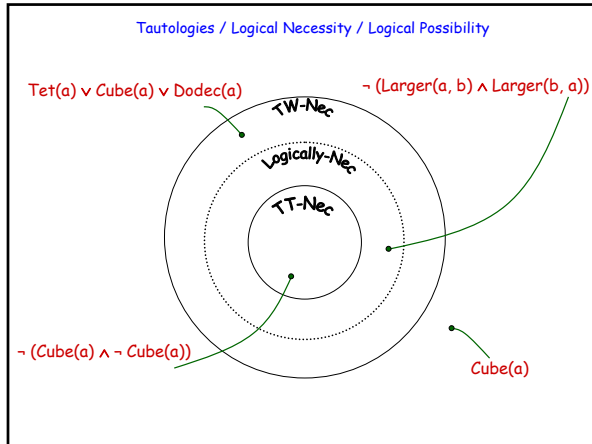 Tautologies / Logical Necessity / Logical Possibility
Tet(a) ∨ Cube(a) ∨ Dodec(a)
¬ (Larger(a, b) ∧ Larger(b, a))
TW-Nec
Logically-Nec
TT-Nec
¬ (Cube(a) ∧ ¬ Cube(a))
Cube(a)